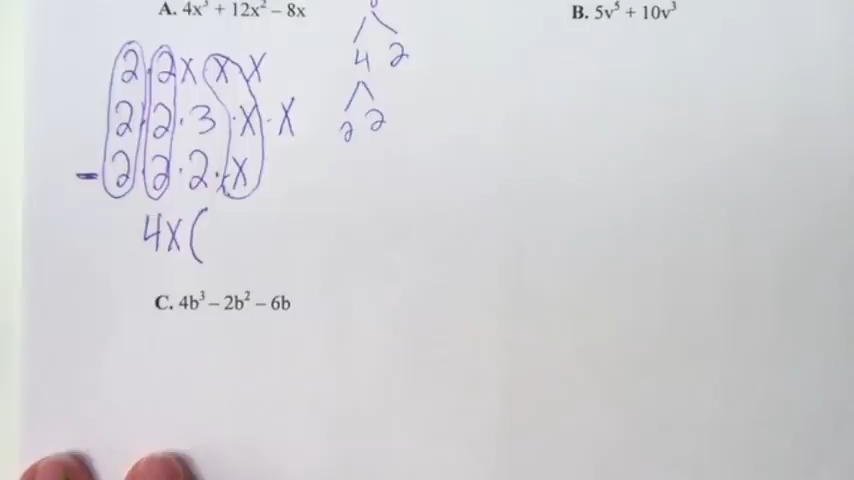 A. 4x³ + 12x² – 8x
B. 5v⁵ + 10v³
4 2
2 2
2·2x x x
2·2·3·x·x
-2·2·2·x
4x(
C. 4b³ – 2b² – 6b